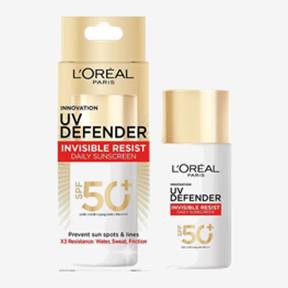 L'ORÉAL
PARIS
INNOVATION
UV
DEFENDER
INVISIBLE RESIST
DAILY SUNSCREEN
SPF
50+
Prevent sun spots & lines
X3 Resistance: Water, Sweat, Friction
L'ORÉAL
PARIS
INNOVATION
UV
DEFENDER
INVISIBLE RESIST
DAILY SUNSCREEN
SPF
50+